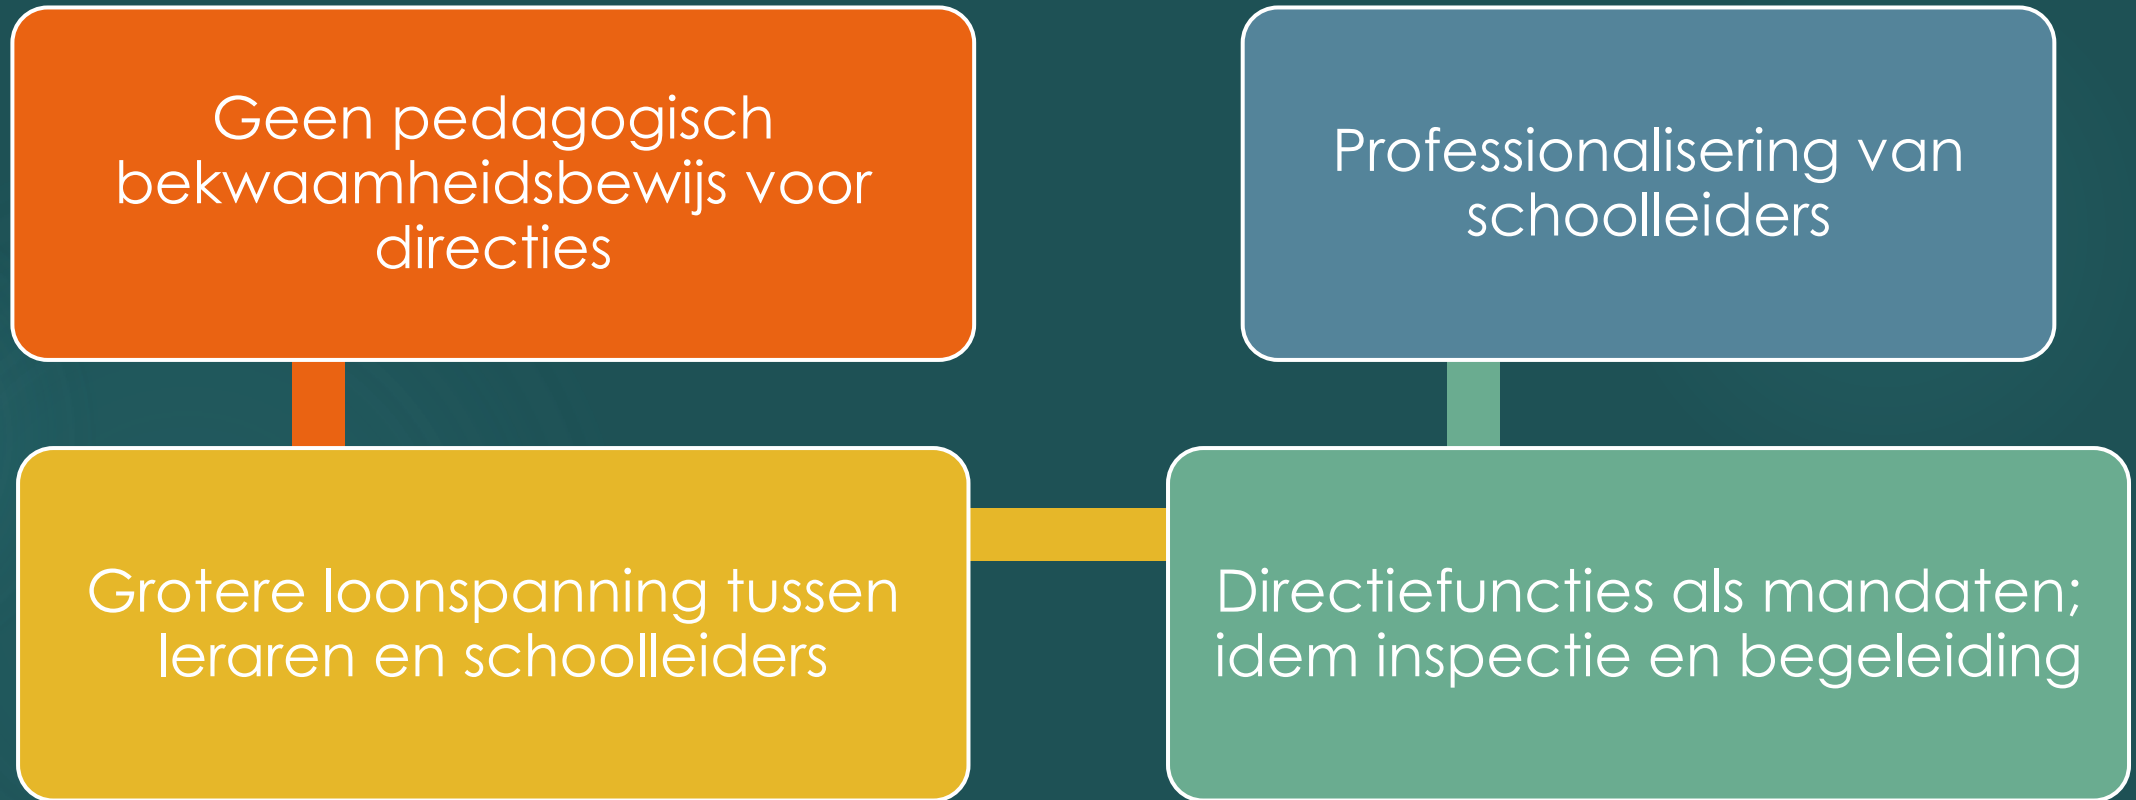 Geen pedagogisch
bekwaamheidsbewijs voor
directies
Grotere loonspanning tussen
leraren en schoolleiders
Directiefuncties als mandaten;
idem inspectie en begeleiding
Professionalisering van
schoolleiders